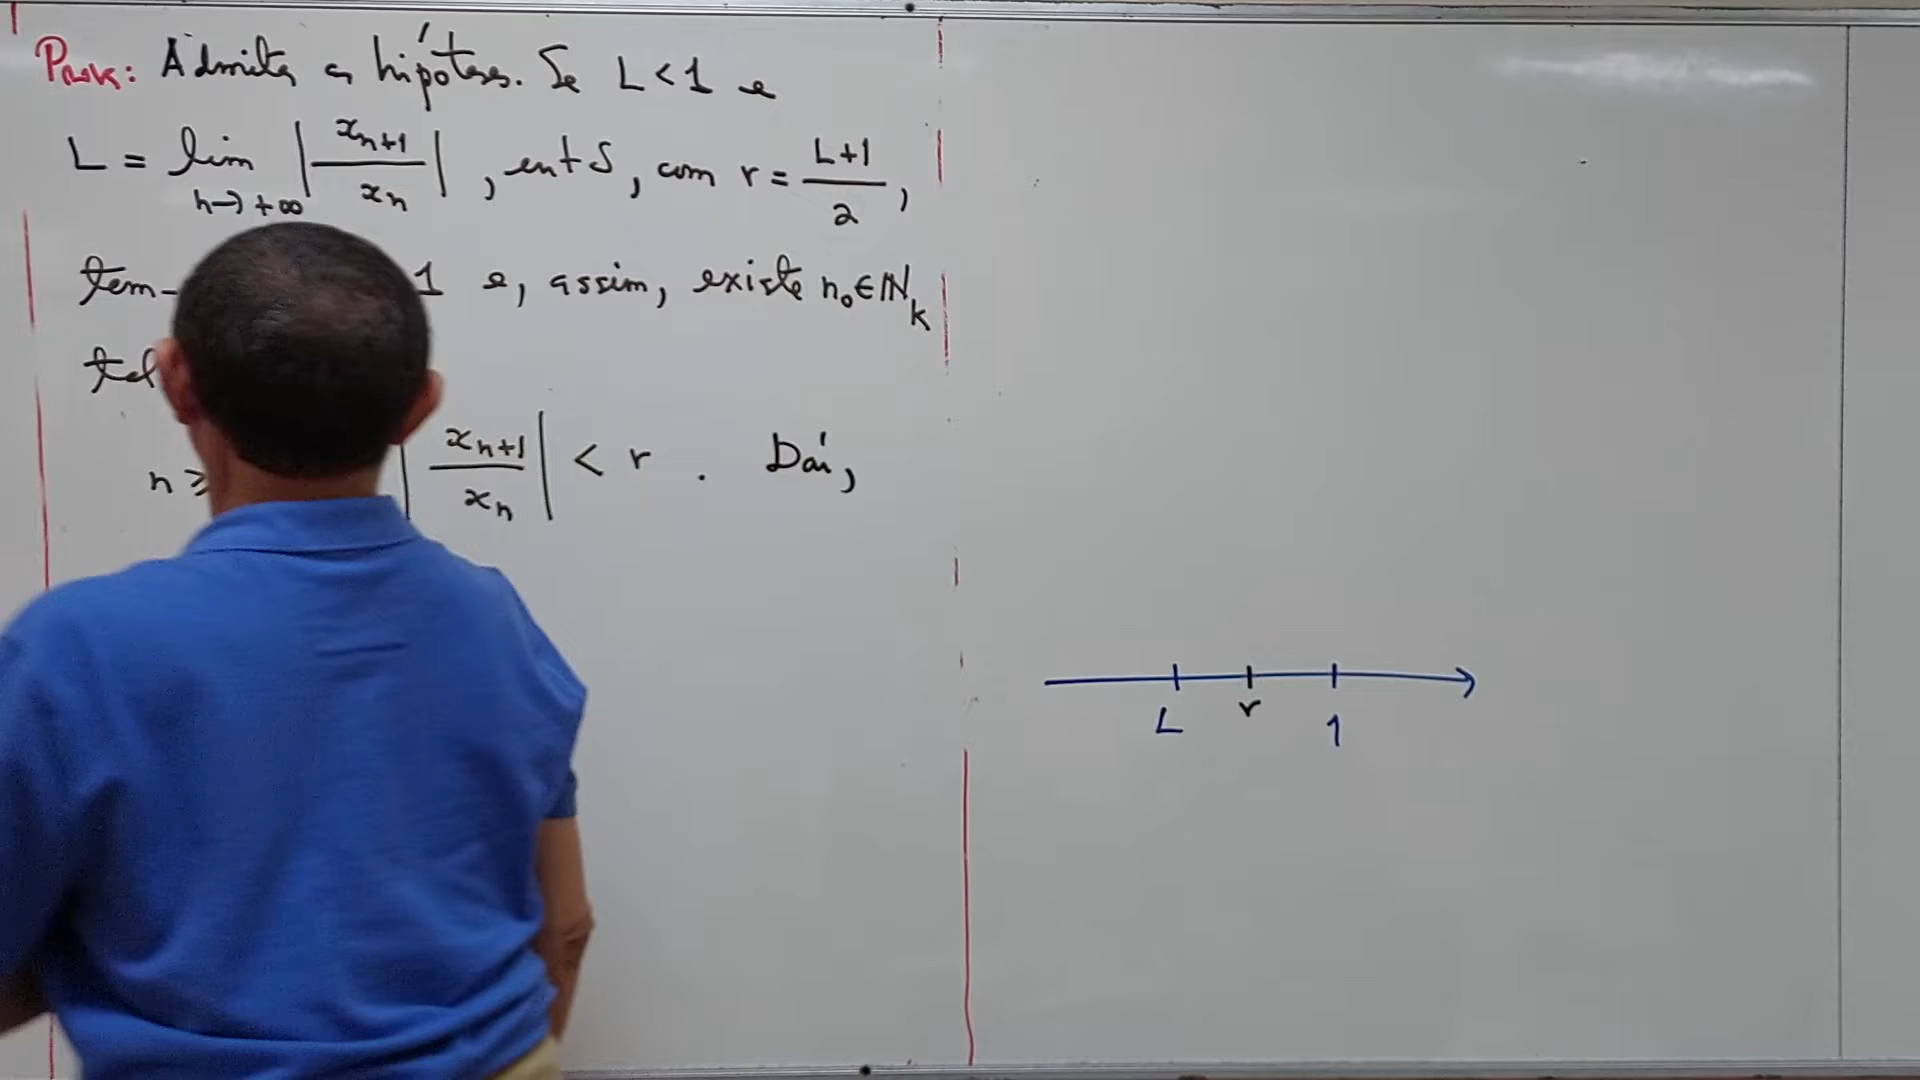 Prova: Admita as hipóteses. Se L < 1 e
L = lim n→+∞ |x_{n+1} / x_n| , então, com r = (L+1)/2 ,
tem- 1 e, assim, existe n₀ ∈ ℕ_k
tal
n ≥ |x_{n+1} / x_n| < r . Daí,
L r 1